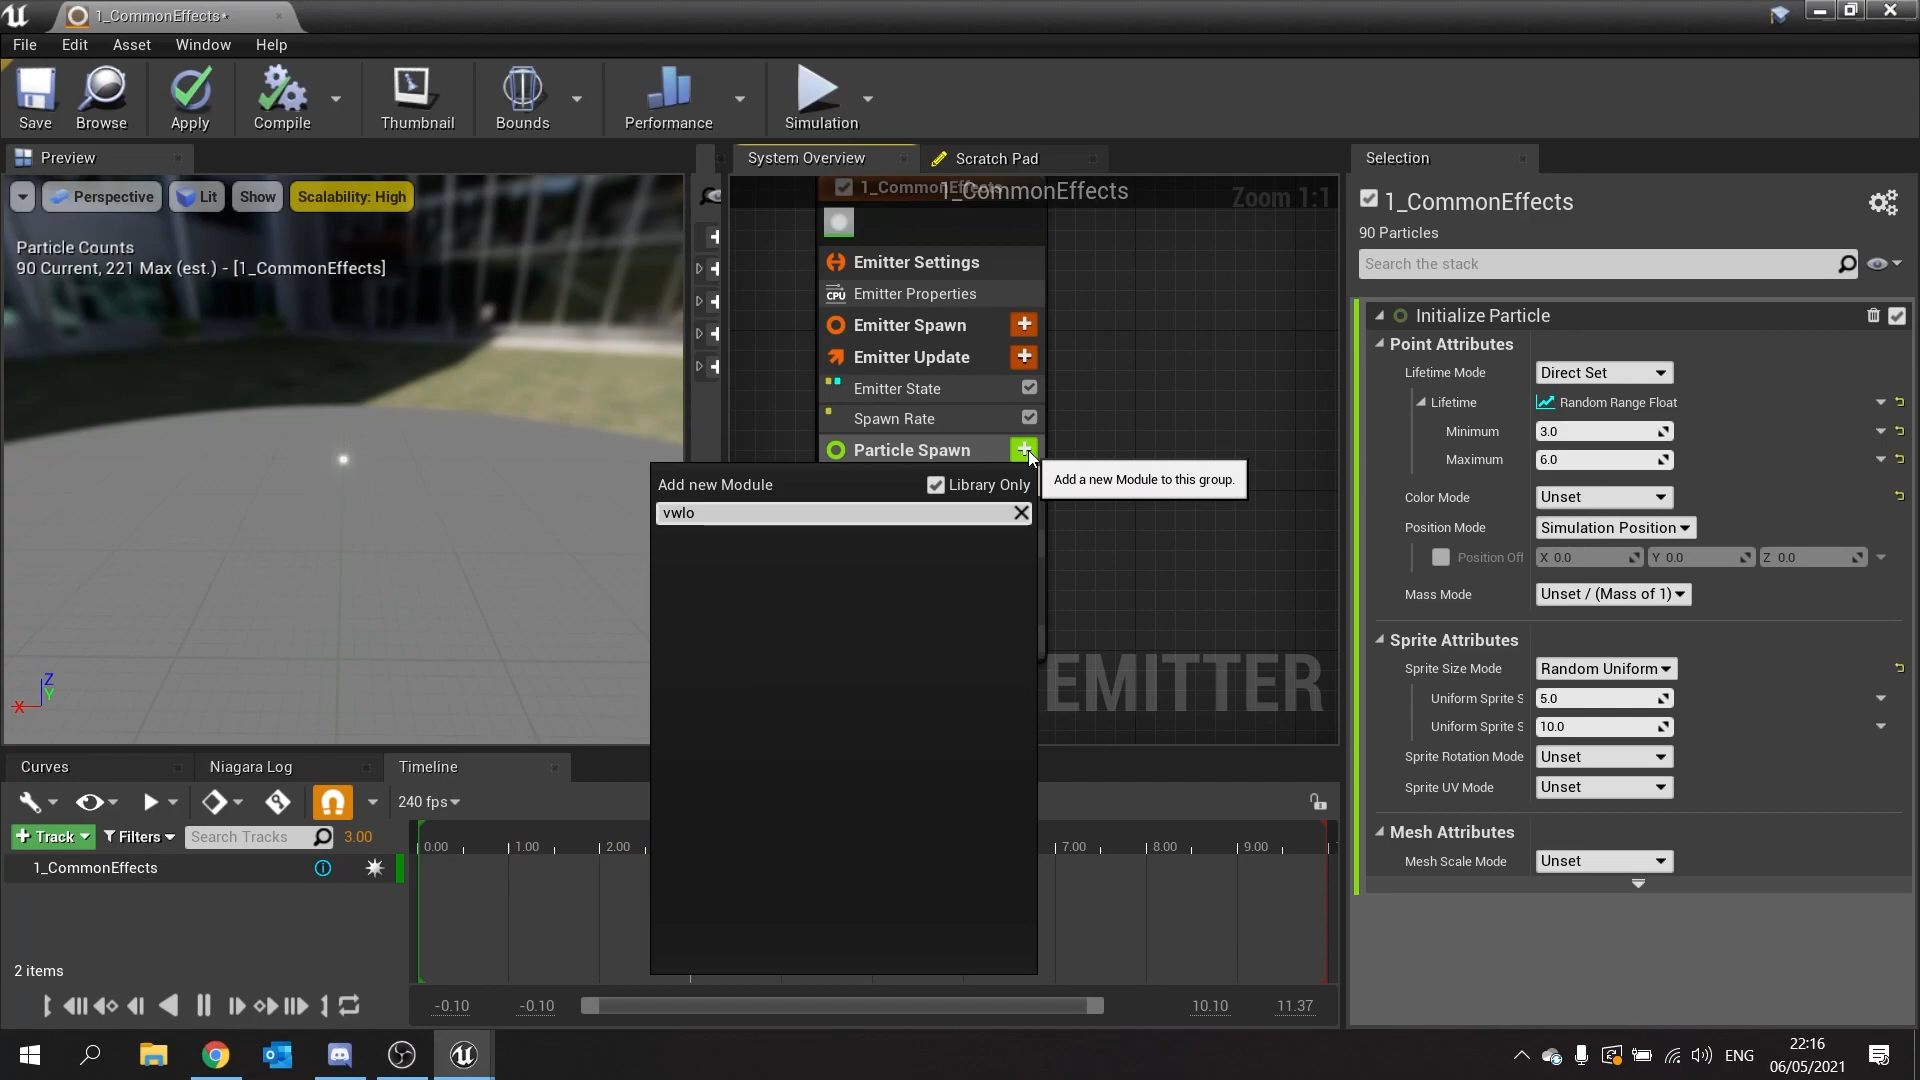 1_CommonEffects*
File Edit Asset Window Help
Save Browse Apply Compile Thumbnail Bounds Performance Simulation
Preview
System Overview
Scratch Pad
Selection
Perspective Lit Show Scalability: High
Particle Counts
90 Current, 221 Max (est.) - [1_CommonEffects]
1_CommonEffects
1_CommonEffects
Zoom 1:1
Emitter Settings
CPU Emitter Properties
Emitter Spawn
Emitter Update
Emitter State
Spawn Rate
Particle Spawn
Add a new Module to this group.
Add new Module Library Only
vwlo
EMITTER
1_CommonEffects
90 Particles
Search the stack
Initialize Particle
Point Attributes
Lifetime Mode Direct Set
Lifetime Random Range Float
Minimum 3.0
Maximum 6.0
Color Mode Unset
Position Mode Simulation Position
Position Off X 0.0 Y 0.0 Z 0.0
Mass Mode Unset / (Mass of 1)
Sprite Attributes
Sprite Size Mode Random Uniform
Uniform Sprite S 5.0
Uniform Sprite S 10.0
Sprite Rotation Mode Unset
Sprite UV Mode Unset
Mesh Attributes
Mesh Scale Mode Unset
Z
Y
X
Curves Niagara Log Timeline
240 fps
Track Filters Search Tracks 3.00
0.00 1.00 2.00 7.00 8.00 9.00
1_CommonEffects
2 items
-0.10 -0.10 10.10 11.37
ENG
22:16
06/05/2021